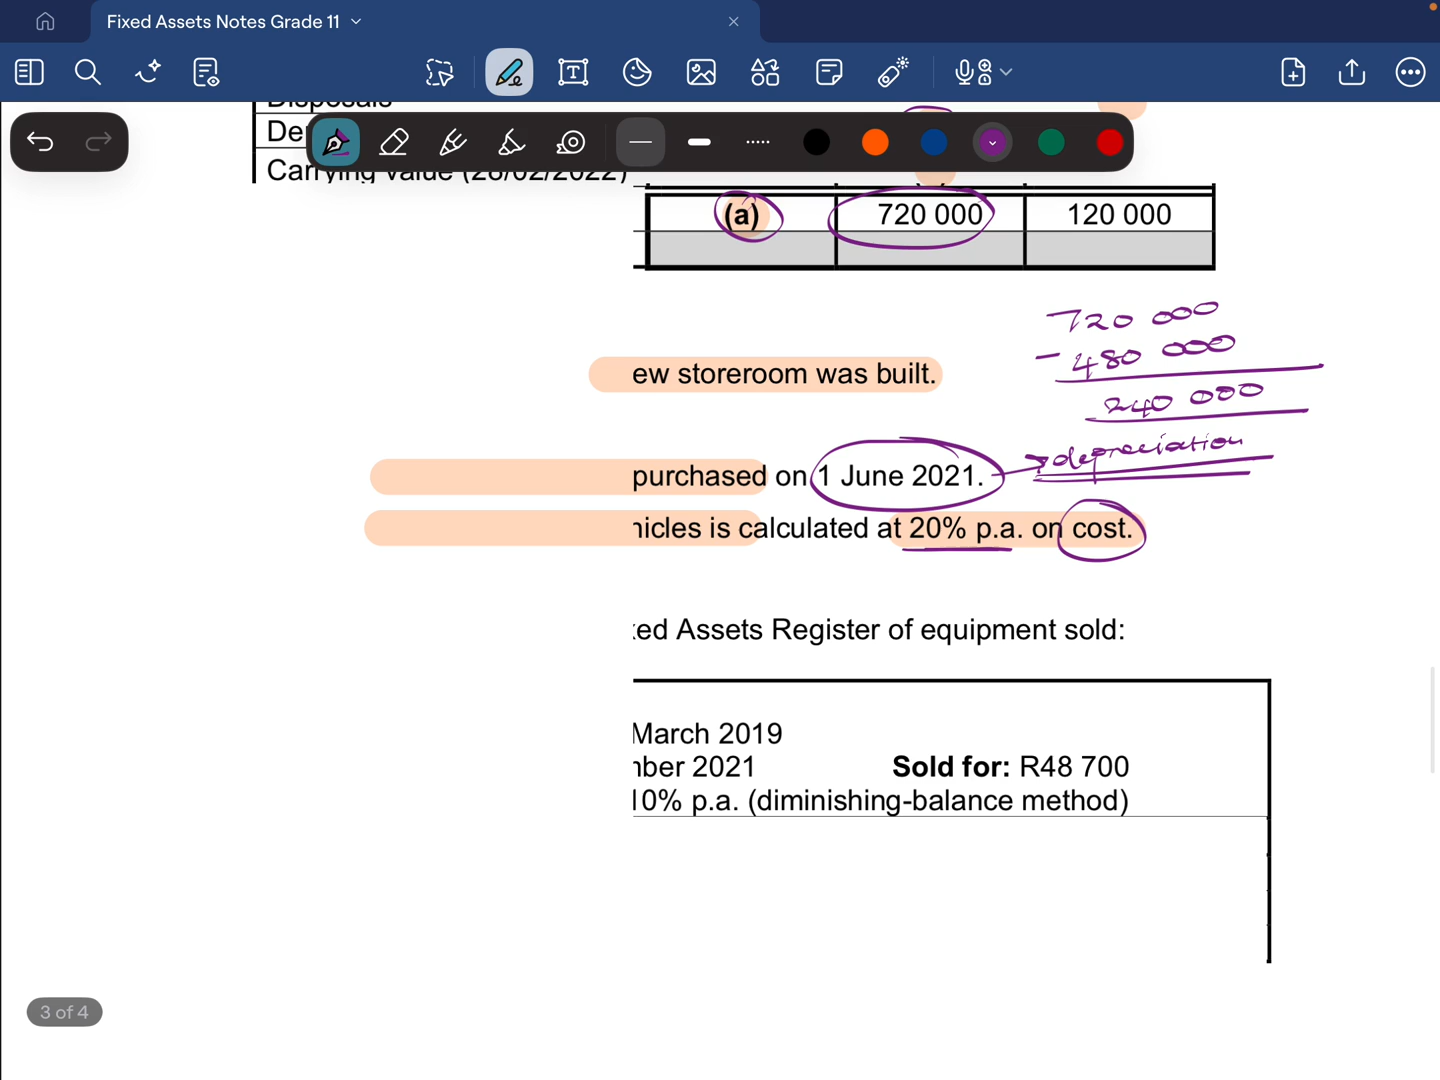 Fixed Assets Notes Grade 11
Disposals
De
Carrying value (28/02/2022)
(a) 720 000 120 000
720 000
- 480 000
240 000
ew storeroom was built.
depreciation
purchased on 1 June 2021.
hicles is calculated at 20% p.a. on cost.
xed Assets Register of equipment sold:
March 2019
nber 2021 Sold for: R48 700
10% p.a. (diminishing-balance method)
3 of 4